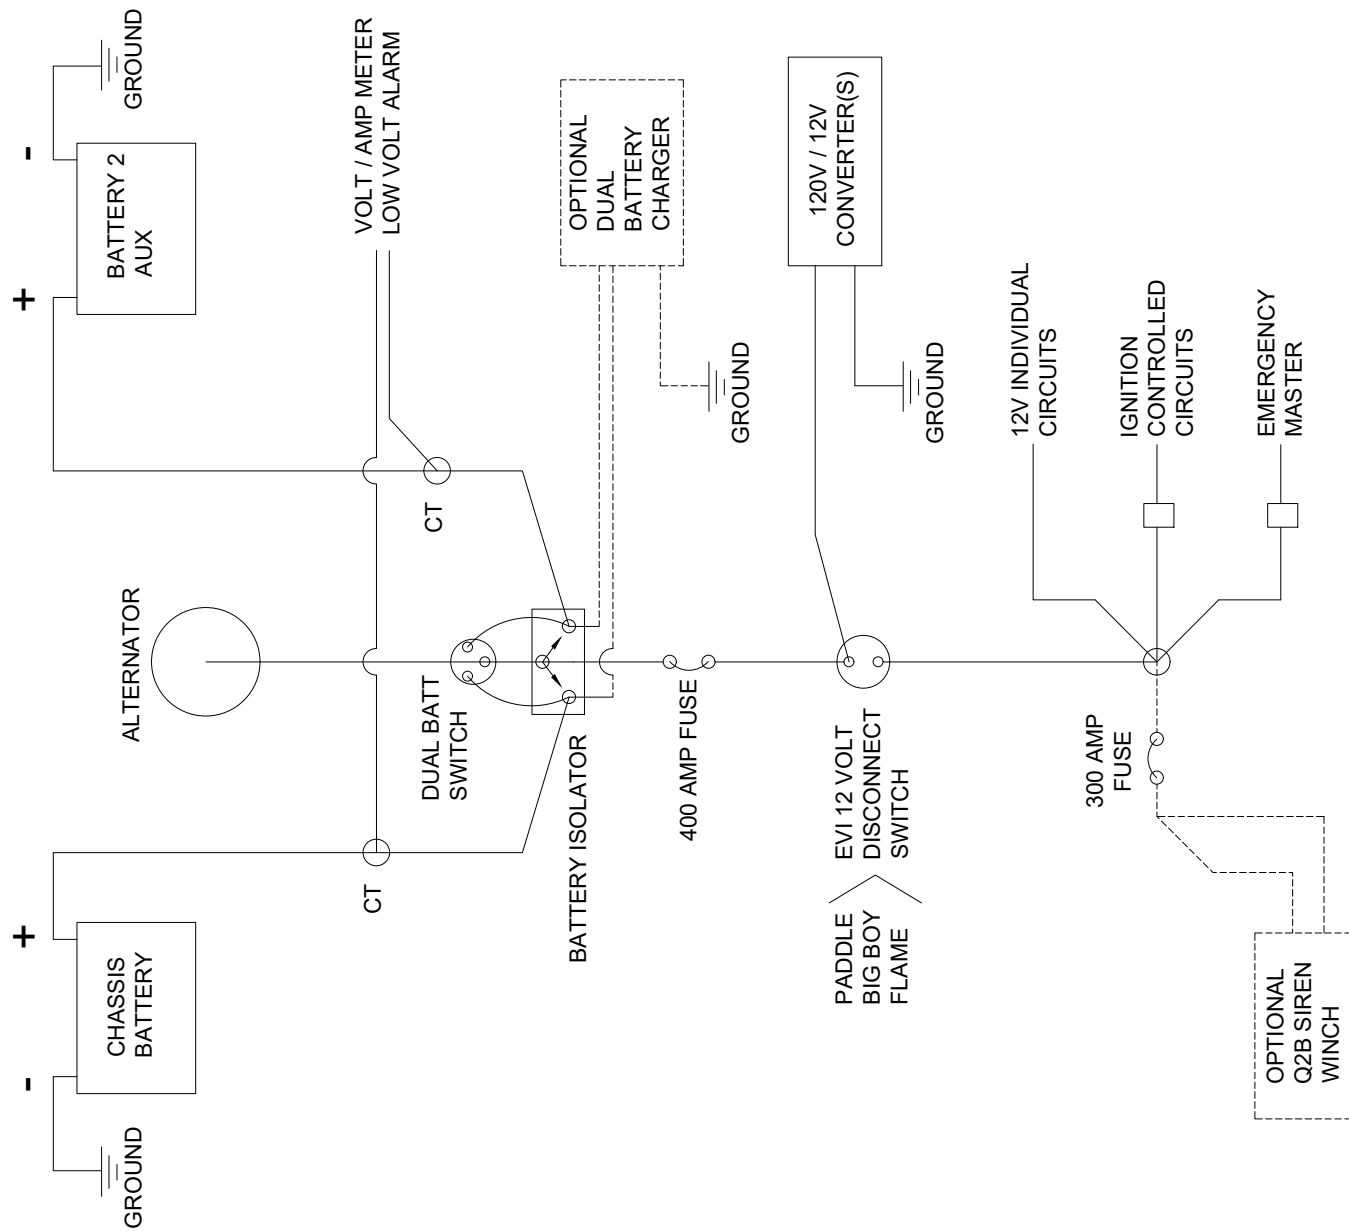 -
+
+
-
GROUND
CHASSIS
BATTERY
BATTERY 2
AUX
GROUND
ALTERNATOR
VOLT / AMP METER
LOW VOLT ALARM
CT
CT
DUAL BATT
SWITCH
BATTERY ISOLATOR
OPTIONAL
DUAL
BATTERY
CHARGER
GROUND
400 AMP FUSE
PADDLE
BIG BOY
FLAME
EVI 12 VOLT
DISCONNECT
SWITCH
120V / 12V
CONVERTER(S)
GROUND
12V INDIVIDUAL
CIRCUITS
IGNITION
CONTROLLED
CIRCUITS
EMERGENCY
MASTER
300 AMP
FUSE
OPTIONAL
Q2B SIREN
WINCH